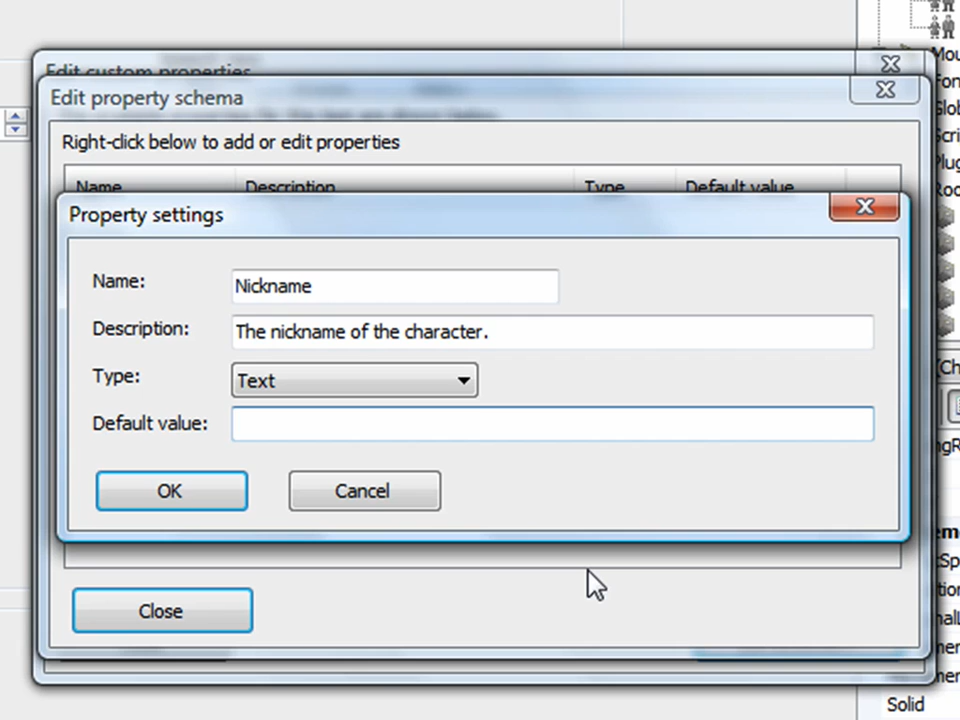 Edit custom properties
Edit property schema
Right-click below to add or edit properties
Name Description Type Default value
Property settings
Name: Nickname
Description: The nickname of the character.
Type: Text
Default value:
OK Cancel
Close
Solid